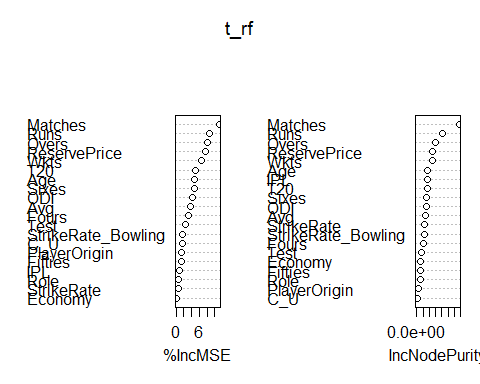 t_rf
Matches
Runs
Overs
ReservePrice
Wkts
T20
Age
Sixes
ODI
Avg
Fours
Test
StrikeRate_Bowling
C_U
PlayerOrigin
Fifties
IPL
Role
StrikeRate
Economy
0 6
%IncMSE
Matches
Runs
Overs
ReservePrice
Wkts
Age
IPL
T20
Sixes
ODI
Avg
StrikeRate
StrikeRate_Bowling
Fours
Test
Economy
Fifties
Role
PlayerOrigin
C_U
0.0e+00
IncNodePurity